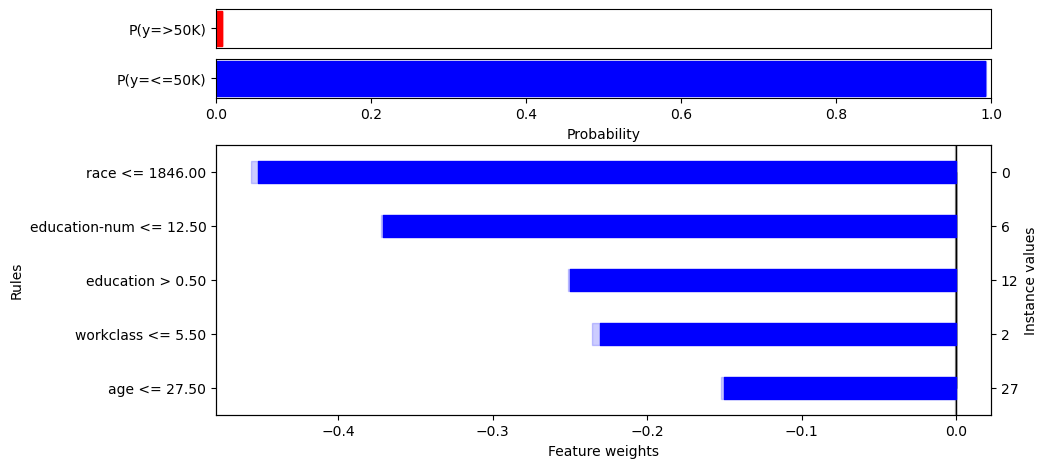 P(y=>50K)
P(y=<=50K)
0.0 0.2 0.4 0.6 0.8 1.0
Probability
race <= 1846.00 0
education-num <= 12.50 6
education > 0.50 12
workclass <= 5.50 2
age <= 27.50 27
Rules
Instance values
−0.4 −0.3 −0.2 −0.1 0.0
Feature weights